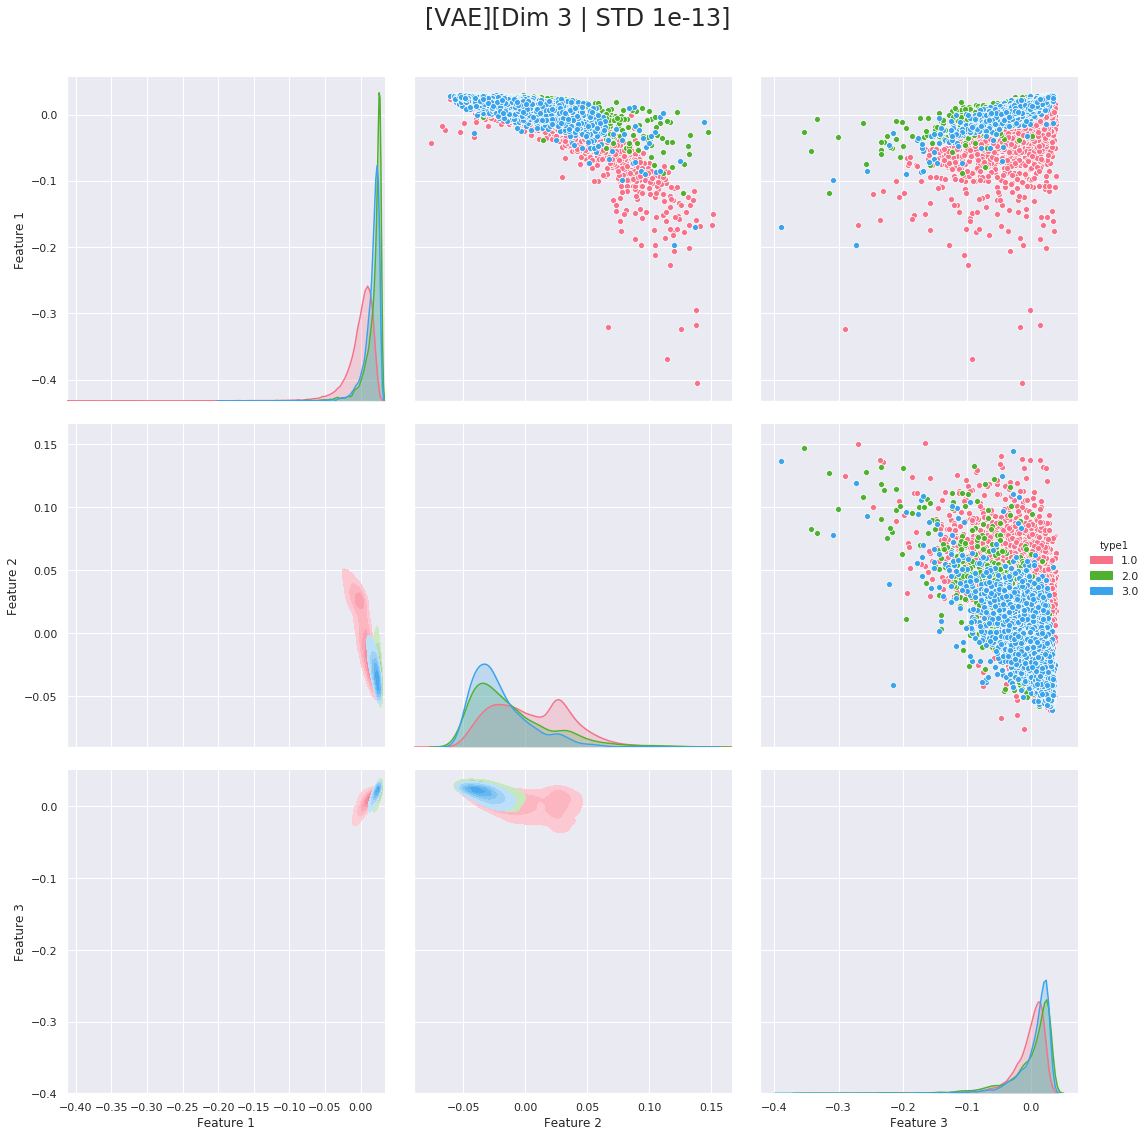 [VAE][Dim 3 | STD 1e-13]
0.0
−0.1
−0.2
−0.3
−0.4
Feature 1
0.15
0.10
0.05
0.00
−0.05
Feature 2
type1
1.0
2.0
3.0
0.0
−0.1
−0.2
−0.3
−0.4
Feature 3
−0.40 −0.35 −0.30 −0.25 −0.20 −0.15 −0.10 −0.05 0.00
Feature 1
−0.05 0.00 0.05 0.10 0.15
Feature 2
−0.4 −0.3 −0.2 −0.1 0.0
Feature 3